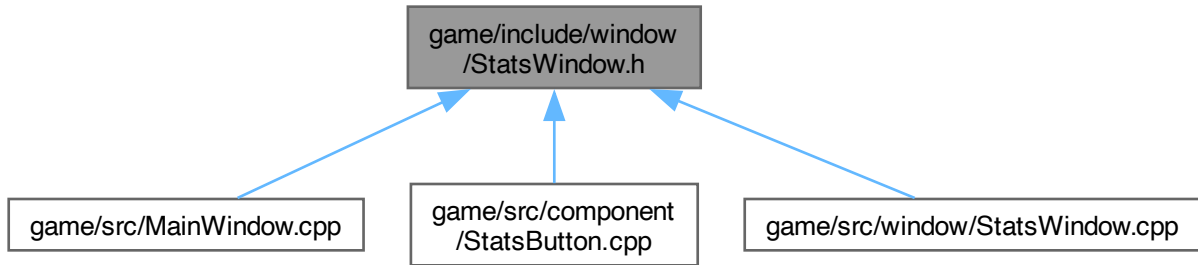 game/include/window
/StatsWindow.h
game/src/MainWindow.cpp
game/src/component
/StatsButton.cpp
game/src/window/StatsWindow.cpp